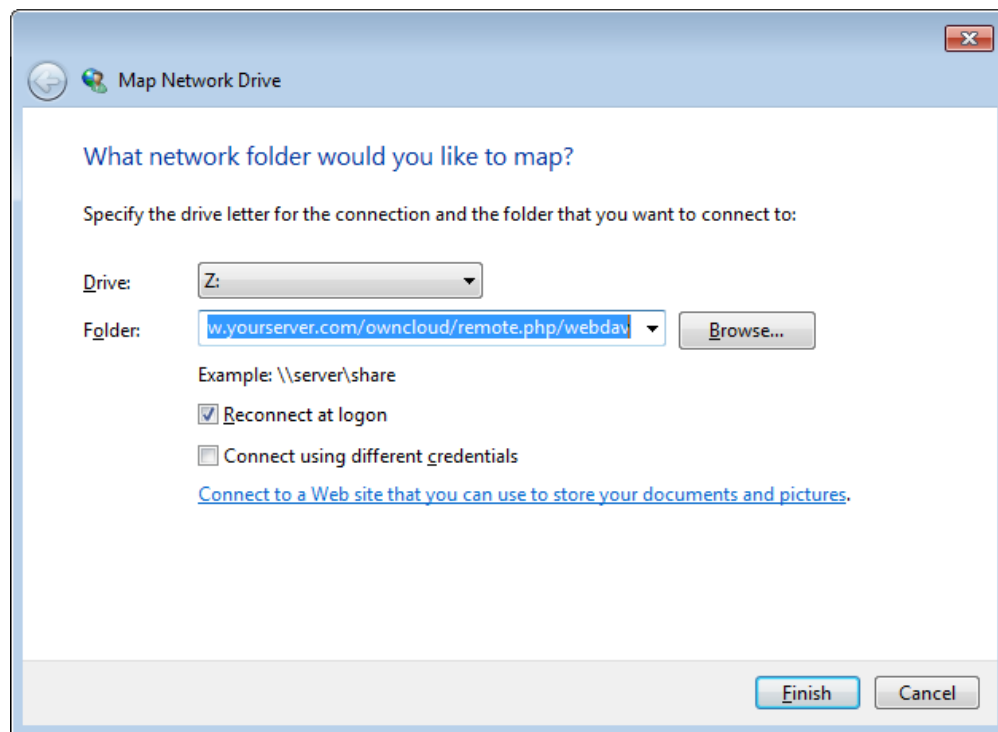 Map Network Drive
What network folder would you like to map?
Specify the drive letter for the connection and the folder that you want to connect to:
Drive: Z:
Folder: w.yourserver.com/owncloud/remote.php/webdav Browse...
Example: \\server\share
Reconnect at logon
Connect using different credentials
Connect to a Web site that you can use to store your documents and pictures.
Finish Cancel